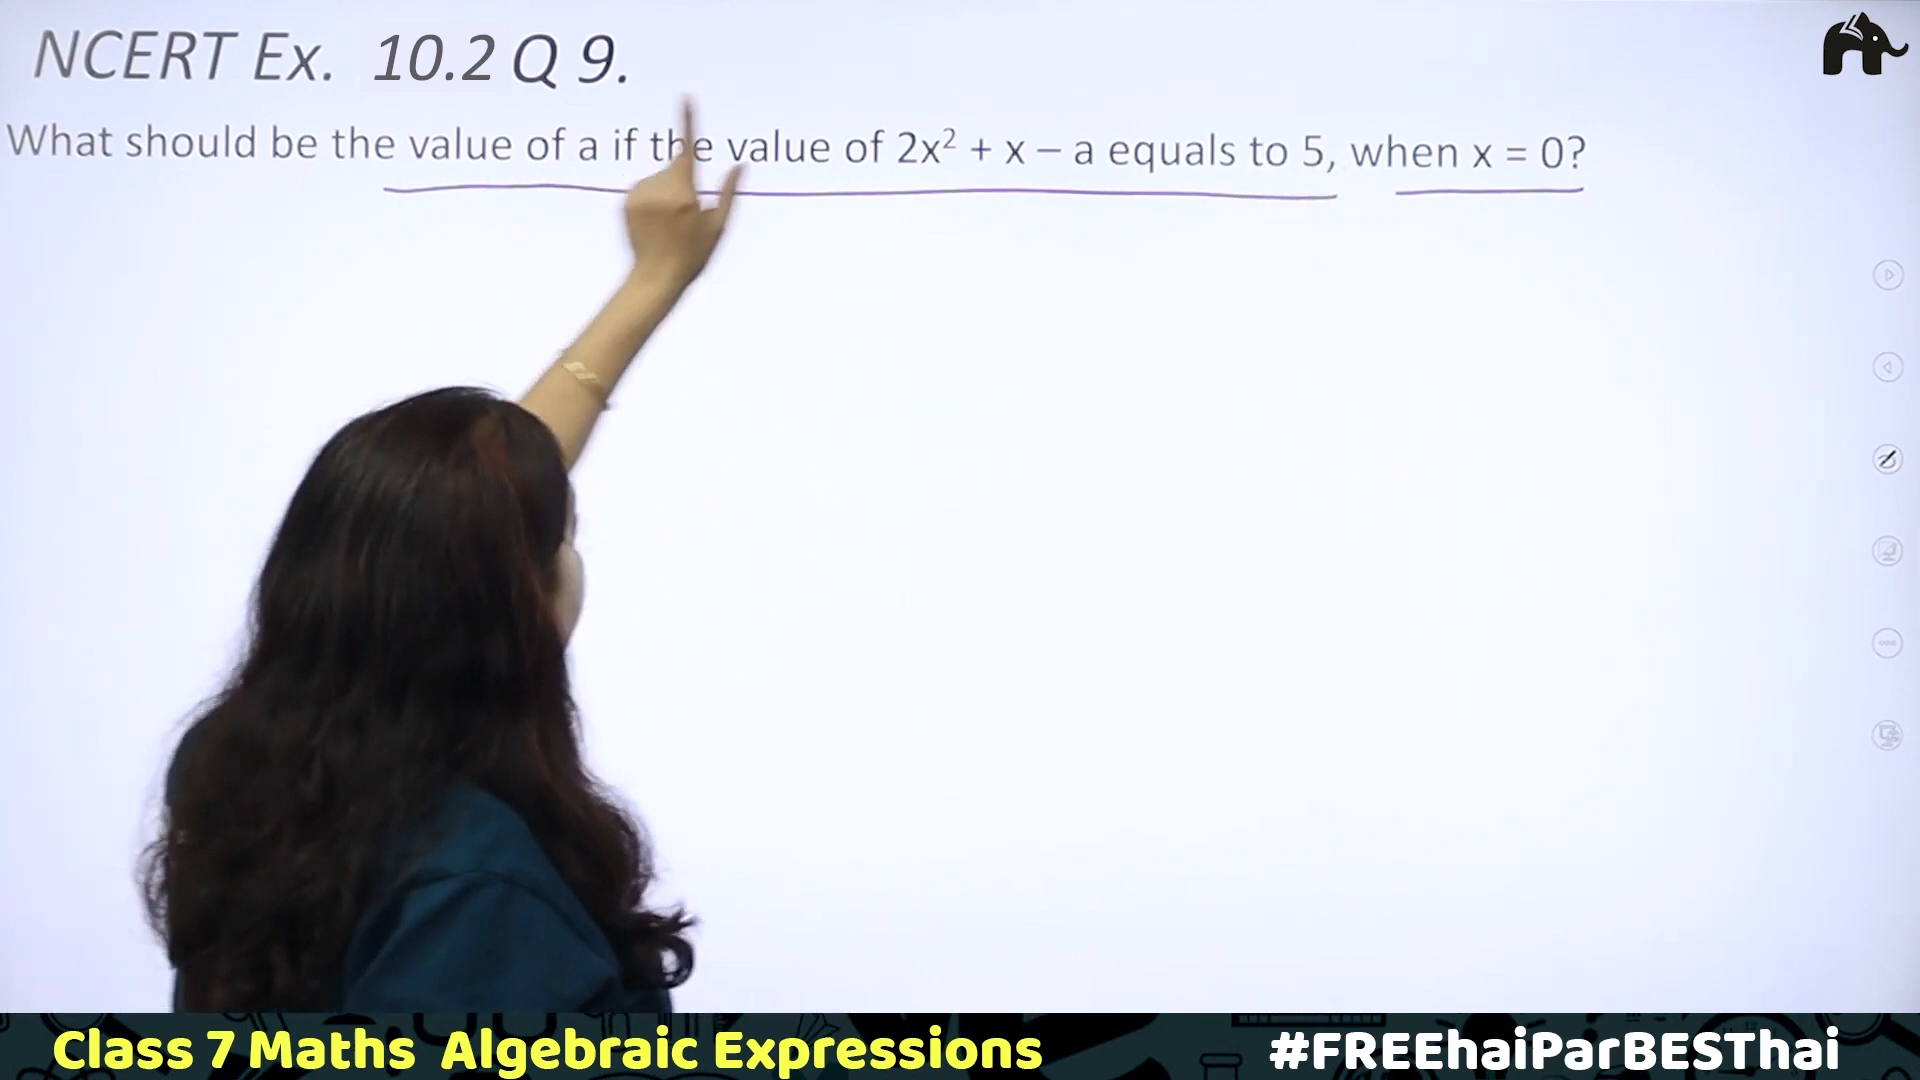 NCERT Ex. 10.2 Q 9.
What should be the value of a if the value of 2x² + x – a equals to 5, when x = 0?
Class 7 Maths Algebraic Expressions
#FREEhaiParBESThai